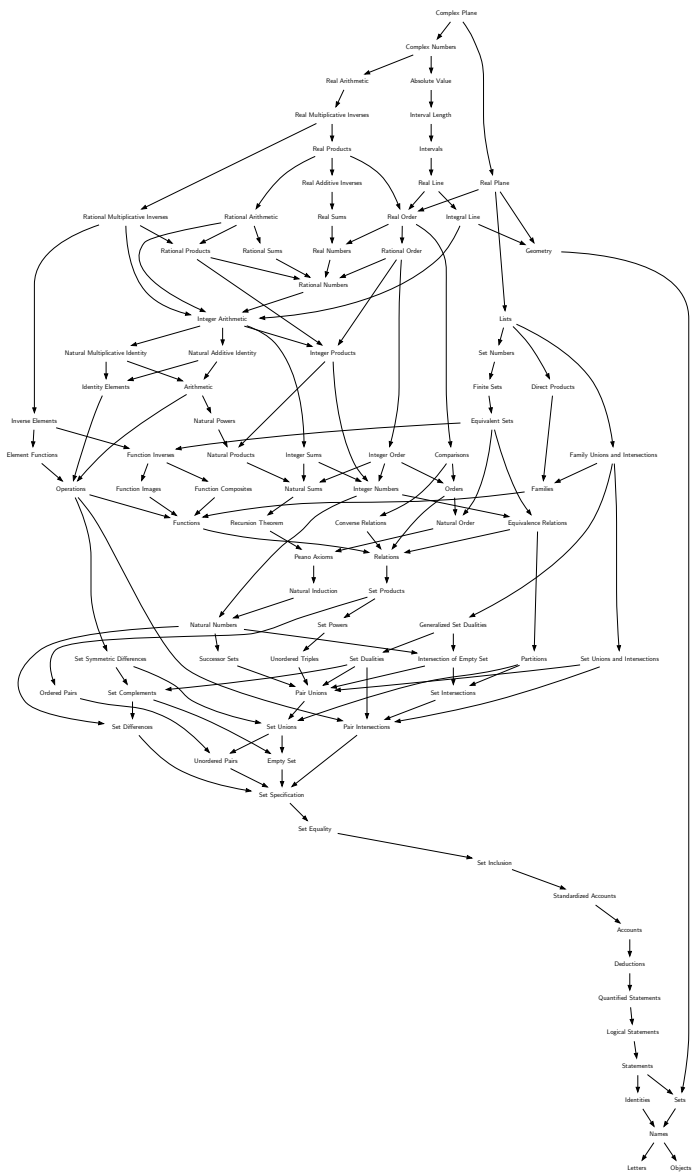 Complex Plane
Complex Numbers
Real Arithmetic
Absolute Value
Real Multiplicative Inverses
Interval Length
Real Products
Intervals
Real Additive Inverses
Real Line
Real Plane
Rational Multiplicative Inverses
Rational Arithmetic
Real Sums
Real Order
Integral Line
Rational Products
Rational Sums
Real Numbers
Rational Order
Geometry
Rational Numbers
Integer Arithmetic
Lists
Natural Multiplicative Identity
Natural Additive Identity
Integer Products
Set Numbers
Identity Elements
Arithmetic
Finite Sets
Direct Products
Inverse Elements
Natural Powers
Equivalent Sets
Element Functions
Function Inverses
Natural Products
Integer Sums
Integer Order
Comparisons
Family Unions and Intersections
Operations
Function Images
Function Composites
Natural Sums
Integer Numbers
Orders
Families
Functions
Recursion Theorem
Converse Relations
Natural Order
Equivalence Relations
Peano Axioms
Relations
Natural Induction
Set Products
Natural Numbers
Set Powers
Generalized Set Dualities
Set Symmetric Differences
Successor Sets
Unordered Triples
Set Dualities
Intersection of Empty Set
Partitions
Set Unions and Intersections
Ordered Pairs
Set Complements
Pair Unions
Set Intersections
Set Differences
Set Unions
Pair Intersections
Unordered Pairs
Empty Set
Set Specification
Set Equality
Set Inclusion
Standardized Accounts
Accounts
Deductions
Quantified Statements
Logical Statements
Statements
Identities
Sets
Names
Letters
Objects